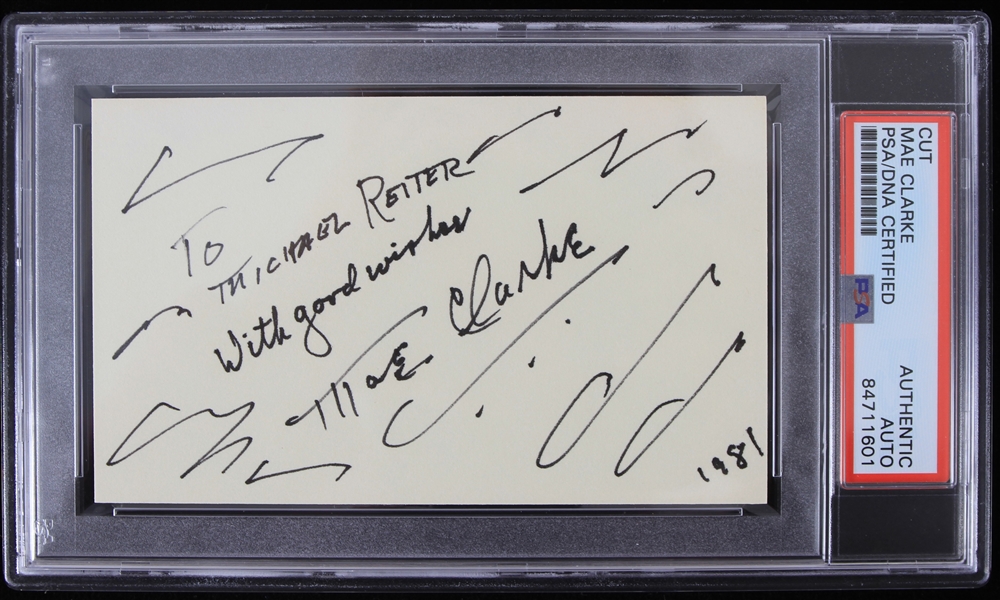 To
MICHAEL REITER
With good wishes
Mae Clarke
1981
CUT
MAE CLARKE
PSA/DNA CERTIFIED
PSA
AUTHENTIC
AUTO
84711601